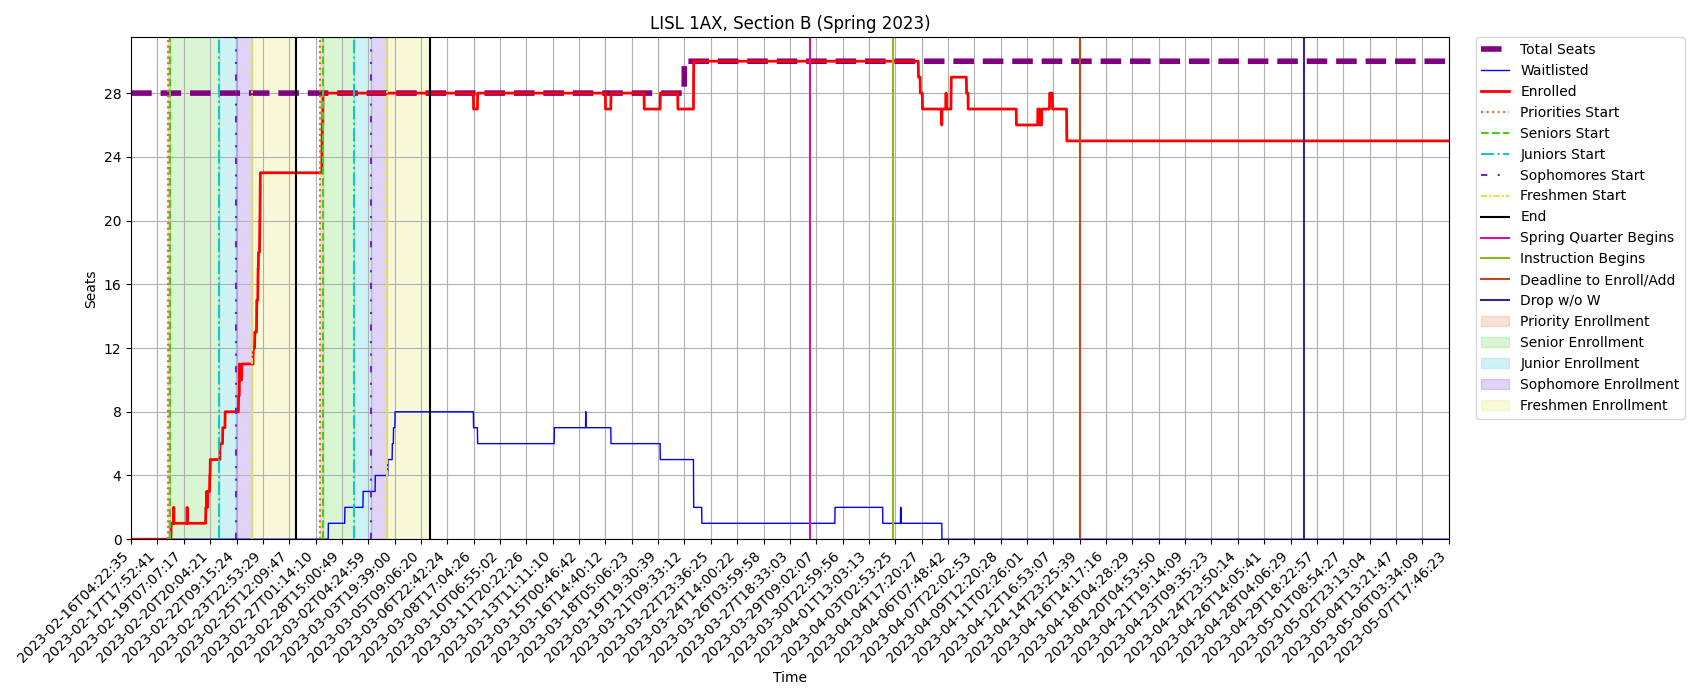 LISL 1AX, Section B (Spring 2023)
Seats
28
24
20
16
12
8
4
0
2023-02-16T04:22:35
2023-02-17T17:52:41
2023-02-19T07:07:17
2023-02-20T20:04:21
2023-02-22T09:15:24
2023-02-23T22:53:29
2023-02-25T12:09:47
2023-02-27T01:14:10
2023-02-28T15:00:49
2023-03-02T04:24:59
2023-03-03T19:39:00
2023-03-05T09:06:20
2023-03-06T22:42:24
2023-03-08T17:04:26
2023-03-10T06:55:02
2023-03-11T20:22:26
2023-03-13T11:11:10
2023-03-15T00:46:42
2023-03-16T14:40:12
2023-03-18T05:06:23
2023-03-19T19:30:39
2023-03-21T09:33:12
2023-03-22T23:36:25
2023-03-24T14:00:22
2023-03-26T03:59:58
2023-03-27T18:33:03
2023-03-29T09:02:07
2023-03-30T22:59:56
2023-04-01T13:03:13
2023-04-03T02:53:25
2023-04-04T17:20:27
2023-04-06T07:48:42
2023-04-07T22:02:53
2023-04-09T12:20:28
2023-04-11T02:26:01
2023-04-12T16:53:07
2023-04-14T23:25:39
2023-04-16T14:17:16
2023-04-18T04:28:29
2023-04-20T04:53:50
2023-04-21T19:14:09
2023-04-23T09:35:23
2023-04-24T23:50:14
2023-04-26T14:05:41
2023-04-28T04:06:29
2023-04-29T18:22:57
2023-05-01T08:54:27
2023-05-02T23:13:04
2023-05-04T13:21:47
2023-05-06T03:34:09
2023-05-07T17:46:23
Time
Total Seats
Waitlisted
Enrolled
Priorities Start
Seniors Start
Juniors Start
Sophomores Start
Freshmen Start
End
Spring Quarter Begins
Instruction Begins
Deadline to Enroll/Add
Drop w/o W
Priority Enrollment
Senior Enrollment
Junior Enrollment
Sophomore Enrollment
Freshmen Enrollment